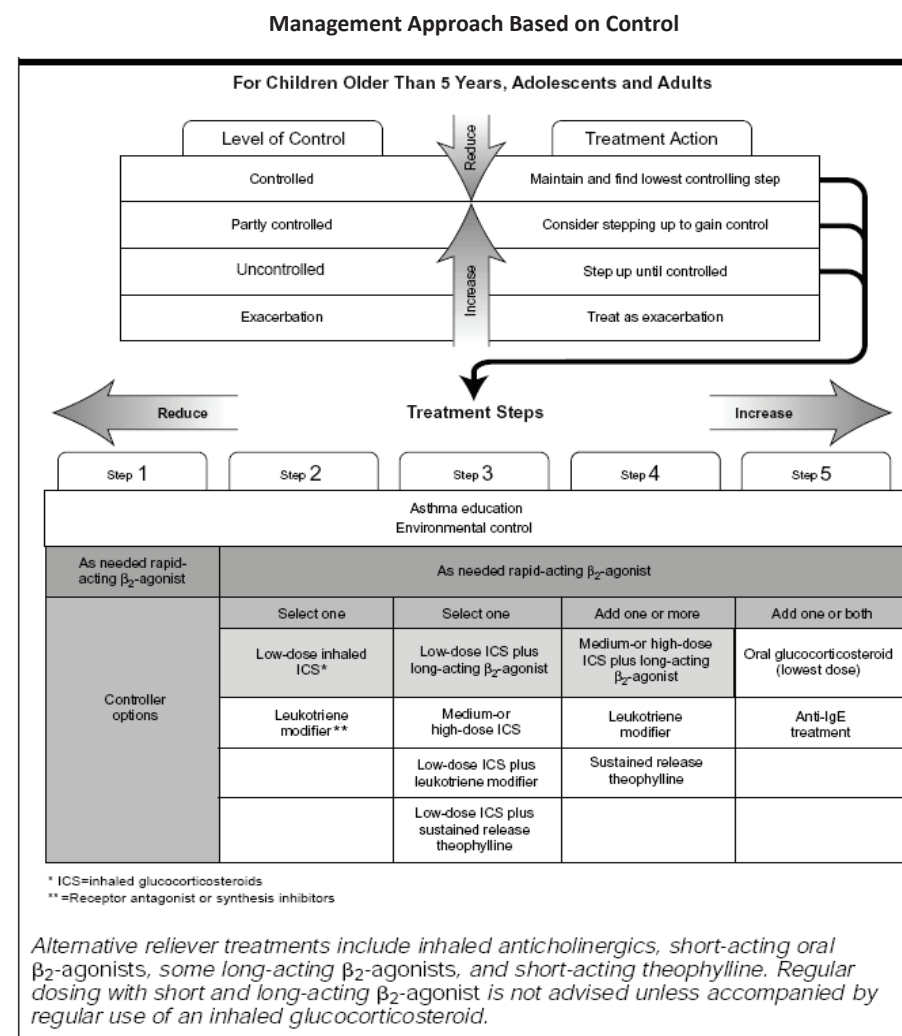 Management Approach Based on Control
For Children Older Than 5 Years, Adolescents and Adults
Level of Control
Reduce
Treatment Action
Controlled
Maintain and find lowest controlling step
Partly controlled
Consider stepping up to gain control
Increase
Uncontrolled
Step up until controlled
Exacerbation
Treat as exacerbation
Reduce
Treatment Steps
Increase
Step 1
Step 2
Step 3
Step 4
Step 5
Asthma education
Environmental control
As needed rapid-
acting β₂-agonist
As needed rapid-acting β₂-agonist
Controller
options
Select one
Select one
Add one or more
Add one or both
Low-dose inhaled
ICS*
Low-dose ICS plus
long-acting β₂-agonist
Medium-or high-dose
ICS plus long-acting
β₂-agonist
Oral glucocorticosteroid
(lowest dose)
Leukotriene
modifier**
Medium-or
high-dose ICS
Leukotriene
modifier
Anti-IgE
treatment
Low-dose ICS plus
leukotriene modifier
Sustained release
theophylline
Low-dose ICS plus
sustained release
theophylline
* ICS=inhaled glucocorticosteroids
** =Receptor antagonist or synthesis inhibitors
Alternative reliever treatments include inhaled anticholinergics, short-acting oral
β₂-agonists, some long-acting β₂-agonists, and short-acting theophylline. Regular
dosing with short and long-acting β₂-agonist is not advised unless accompanied by
regular use of an inhaled glucocorticosteroid.